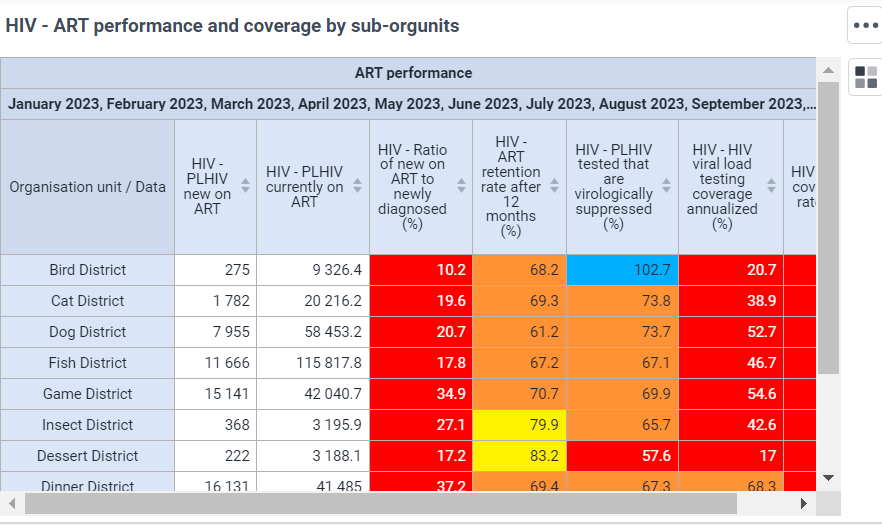 HIV - ART performance and coverage by sub-orgunits
ART performance
January 2023, February 2023, March 2023, April 2023, May 2023, June 2023, July 2023, August 2023, September 2023,...
Organisation unit / Data
HIV -
PLHIV
new on
ART
HIV - PLHIV
currently on
ART
HIV - Ratio
of new on
ART to
newly
diagnosed
(%)
HIV -
ART
retention
rate after
12
months
(%)
HIV - PLHIV
tested that
are
virologically
suppressed
(%)
HIV - HIV
viral load
testing
coverage
annualized
(%)
HIV
cov
rat
Bird District 275 9 326.4 10.2 68.2 102.7 20.7
Cat District 1 782 20 216.2 19.6 69.3 73.8 38.9
Dog District 7 955 58 453.2 20.7 61.2 73.7 52.7
Fish District 11 666 115 817.8 17.8 67.2 67.1 46.7
Game District 15 141 42 040.7 34.9 70.7 69.9 54.6
Insect District 368 3 195.9 27.1 79.9 65.7 42.6
Dessert District 222 3 188.1 17.2 83.2 57.6 17
Dinner District 16 131 41 485 37.2 69.4 67.3 68.3